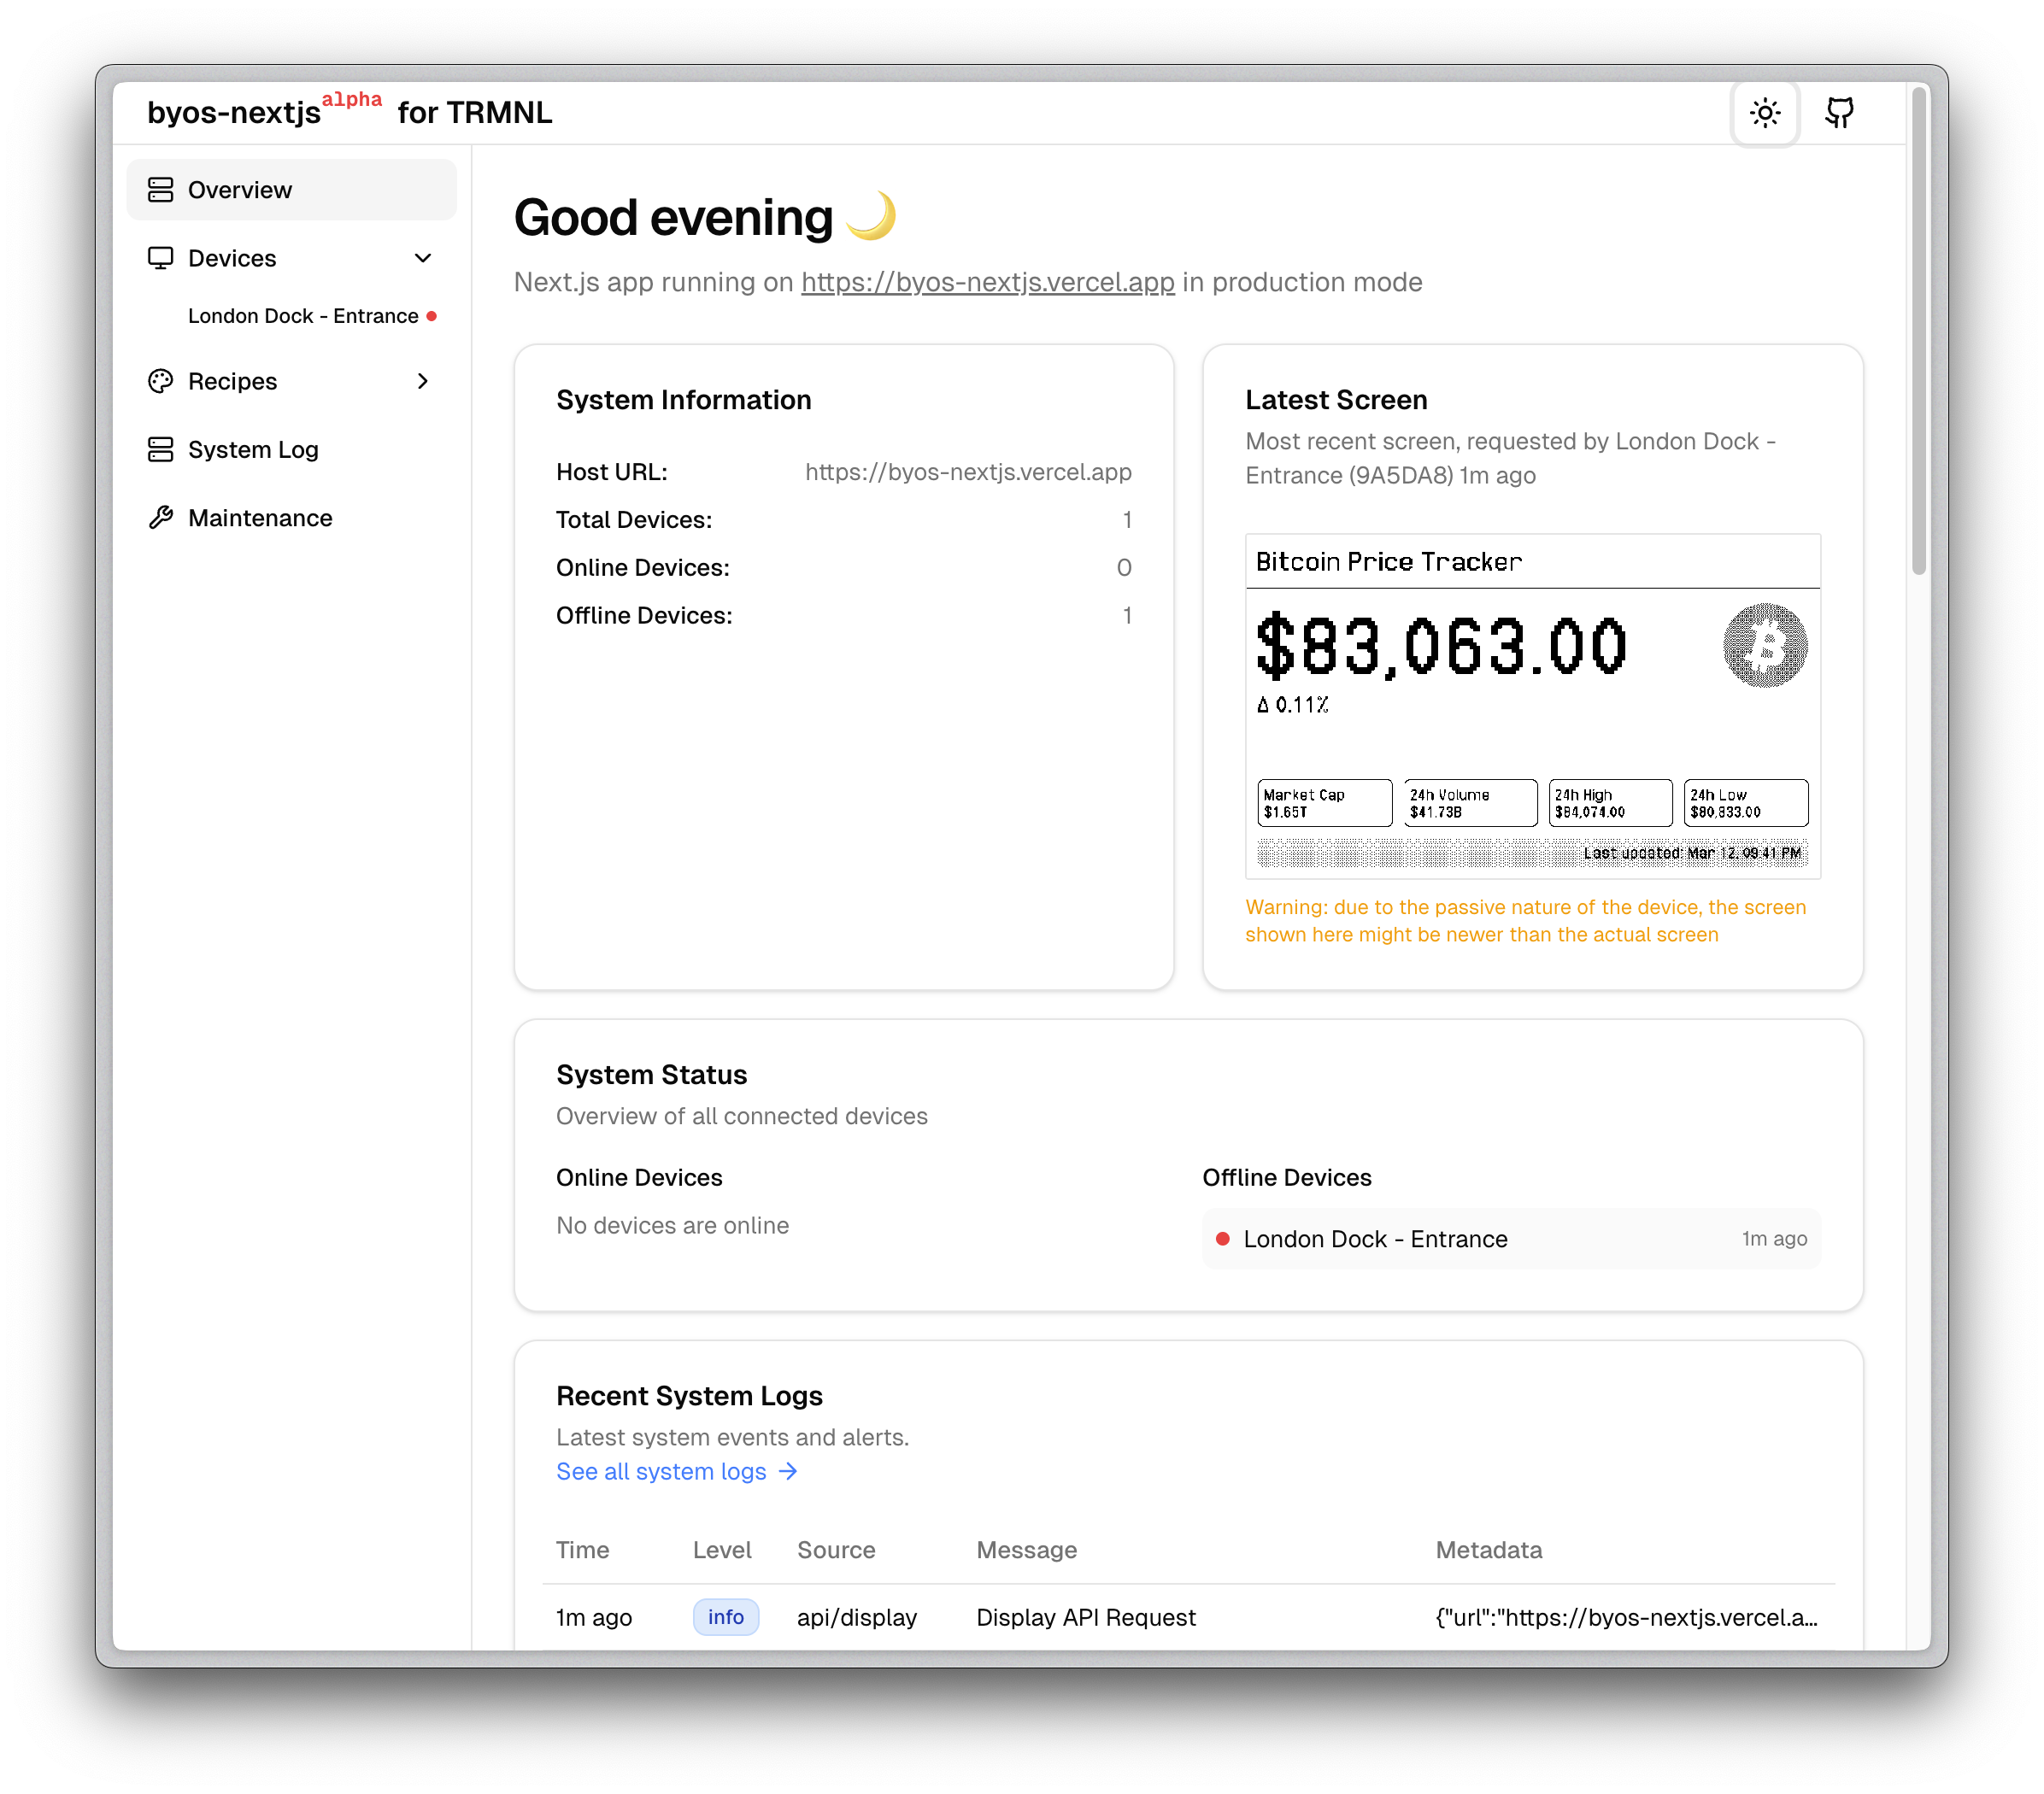 byos-nextjs alpha for TRMNL
Overview
Devices
London Dock - Entrance
Recipes
System Log
Maintenance
Good evening 🌙
Next.js app running on https://byos-nextjs.vercel.app in production mode
System Information
Host URL: https://byos-nextjs.vercel.app
Total Devices: 1
Online Devices: 0
Offline Devices: 1
Latest Screen
Most recent screen, requested by London Dock -
Entrance (9A5DA8) 1m ago
Bitcoin Price Tracker
$83,063.00
Δ 0.11%
Market Cap
$1.65T
24h Volume
$41.73B
24h High
$84,074.00
24h Low
$80,833.00
Last updated: Mar 12, 09:41 PM
Warning: due to the passive nature of the device, the screen
shown here might be newer than the actual screen
System Status
Overview of all connected devices
Online Devices
No devices are online
Offline Devices
London Dock - Entrance 1m ago
Recent System Logs
Latest system events and alerts.
See all system logs →
Time Level Source Message Metadata
1m ago info api/display Display API Request {"url":"https://byos-nextjs.vercel.a...